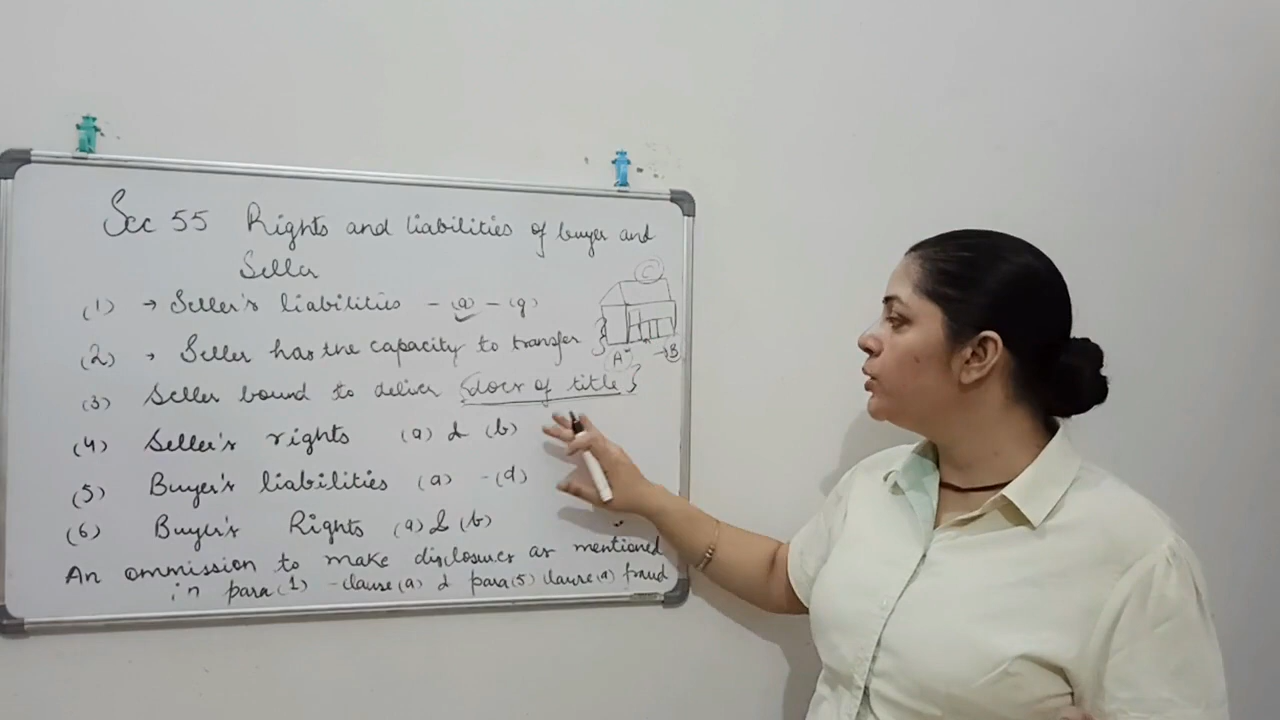 Sec 55 Rights and liabilities of buyer and
Seller
(1) → Seller's liabilities - (a) - (g)
(2) → Seller has the capacity to transfer
(3) Seller bound to deliver {docs of title}
(4) Seller's rights (a) & (b)
(5) Buyer's liabilities (a) - (d)
(6) Buyer's Rights (a) & (b)
An ommission to make disclosures as mentioned
in para(1) - clause(a) & para(5) clause(a) fraud
C
A → B